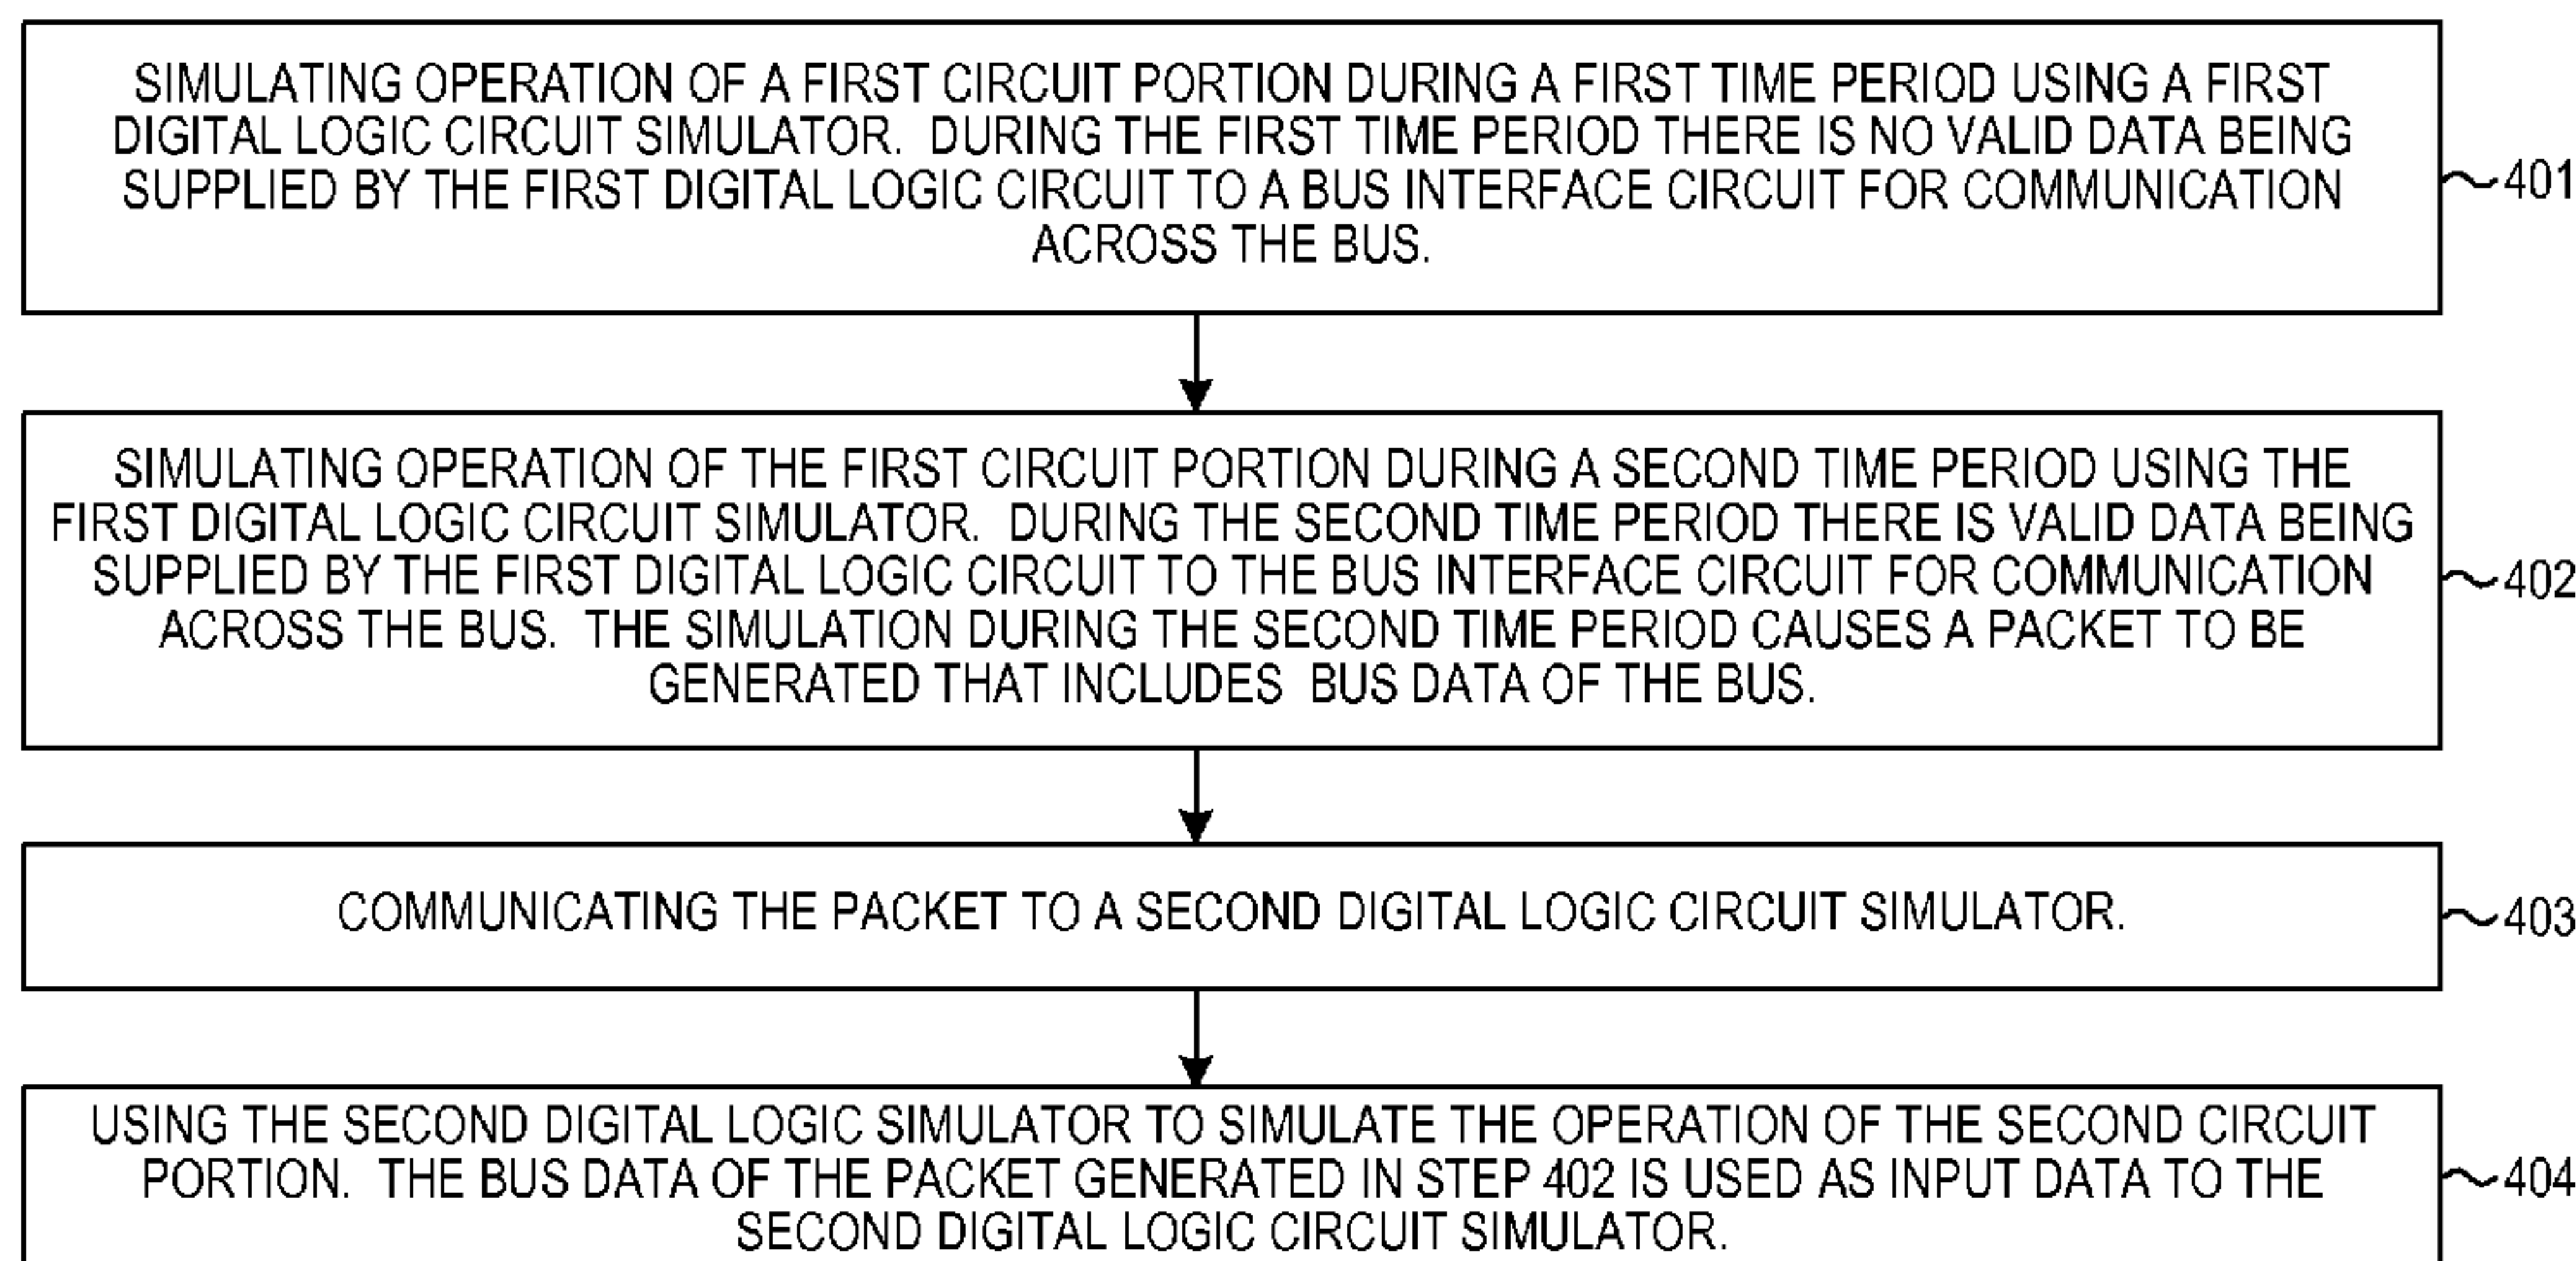 SIMULATING OPERATION OF A FIRST CIRCUIT PORTION DURING A FIRST TIME PERIOD USING A FIRST
DIGITAL LOGIC CIRCUIT SIMULATOR.  DURING THE FIRST TIME PERIOD THERE IS NO VALID DATA BEING
SUPPLIED BY THE FIRST DIGITAL LOGIC CIRCUIT TO A BUS INTERFACE CIRCUIT FOR COMMUNICATION
ACROSS THE BUS.
401
SIMULATING OPERATION OF THE FIRST CIRCUIT PORTION DURING A SECOND TIME PERIOD USING THE
FIRST DIGITAL LOGIC CIRCUIT SIMULATOR.  DURING THE SECOND TIME PERIOD THERE IS VALID DATA BEING
SUPPLIED BY THE FIRST DIGITAL LOGIC CIRCUIT TO THE BUS INTERFACE CIRCUIT FOR COMMUNICATION
ACROSS THE BUS.  THE SIMULATION DURING THE SECOND TIME PERIOD CAUSES A PACKET TO BE
GENERATED THAT INCLUDES  BUS DATA OF THE BUS.
402
COMMUNICATING THE PACKET TO A SECOND DIGITAL LOGIC CIRCUIT SIMULATOR.
403
USING THE SECOND DIGITAL LOGIC SIMULATOR TO SIMULATE THE OPERATION OF THE SECOND CIRCUIT
PORTION.  THE BUS DATA OF THE PACKET GENERATED IN STEP 402 IS USED AS INPUT DATA TO THE
SECOND DIGITAL LOGIC CIRCUIT SIMULATOR.
404